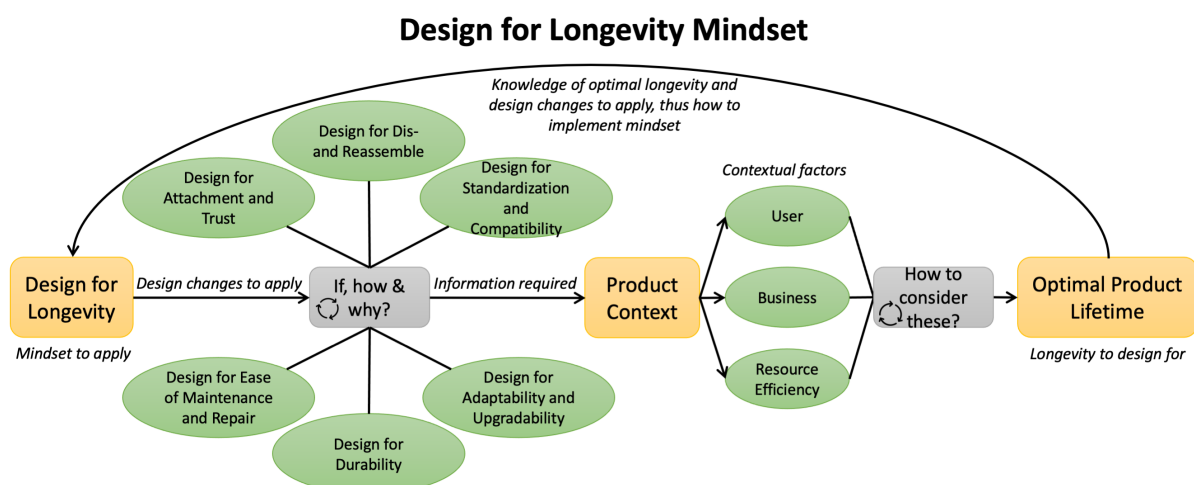 Design for Longevity Mindset
Knowledge of optimal longevity and
design changes to apply, thus how to
implement mindset
Design for Dis-
and Reassemble
Design for
Attachment and
Trust
Design for
Standardization
and
Compatibility
Contextual factors
User
Design for
Longevity
Mindset to apply
Design changes to apply
If, how &
why?
Information required
Product
Context
Business
How to
consider
these?
Optimal Product
Lifetime
Longevity to design for
Resource
Efficiency
Design for Ease
of Maintenance
and Repair
Design for
Adaptability and
Upgradability
Design for
Durability